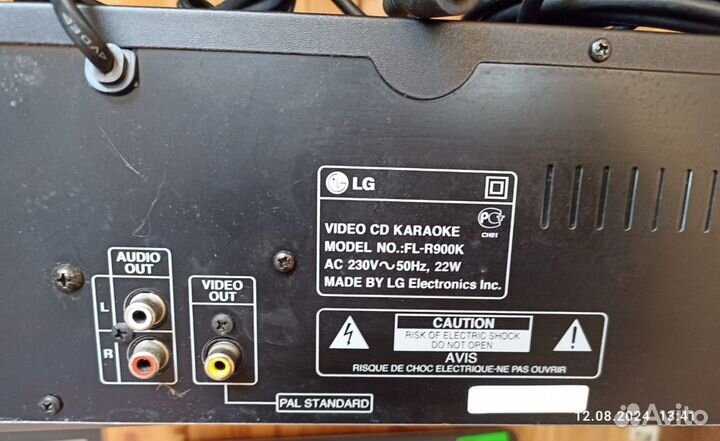 LG
VIDEO CD KARAOKE
MODEL NO.:FL-R900K
AC 230V～50Hz, 22W
MADE BY LG Electronics Inc.
CH01
AUDIO
OUT
L
R
VIDEO
OUT
PAL STANDARD
CAUTION
RISK OF ELECTRIC SHOCK
DO NOT OPEN
AVIS
RISQUE DE CHOC ELECTRIQUE-NE PAS OUVRIR
12.08.2024 13:41
Avito